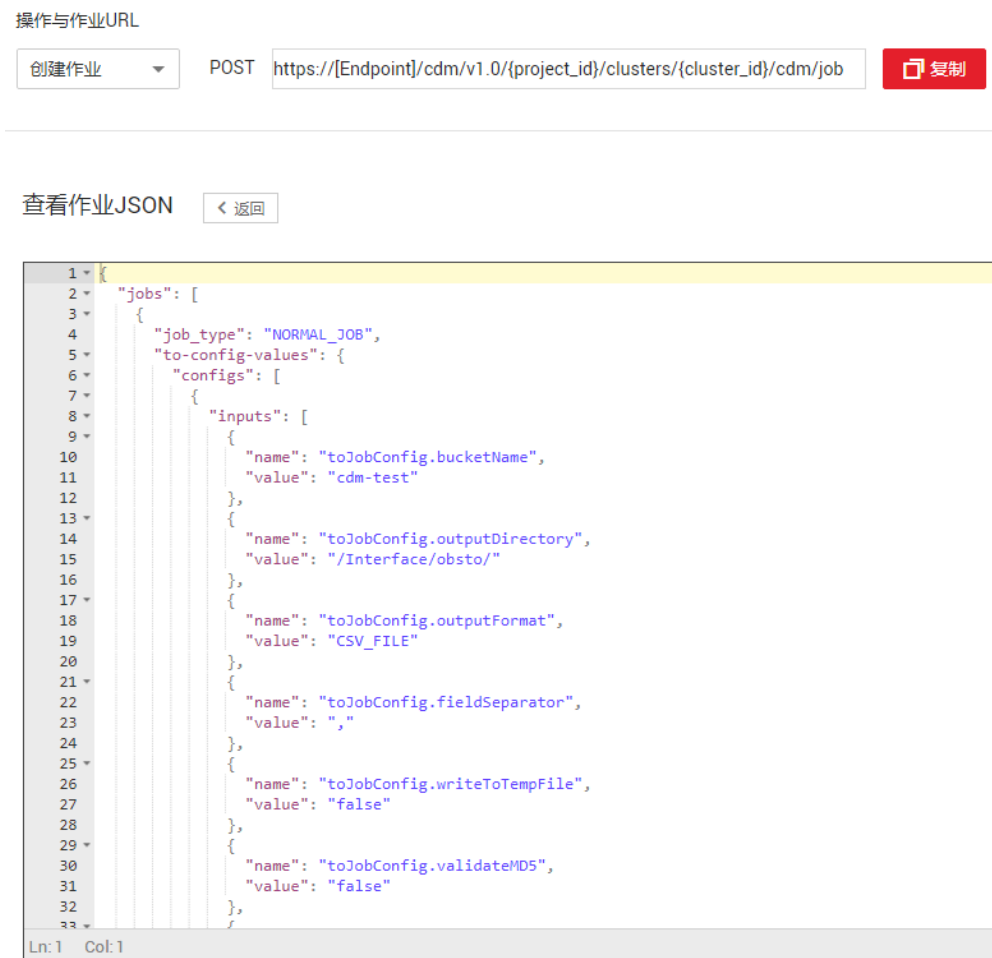 操作与作业URL
创建作业 POST https://[Endpoint]/cdm/v1.0/{project_id}/clusters/{cluster_id}/cdm/job 复制
查看作业JSON < 返回
1 {
2 "jobs": [
3 {
4 "job_type": "NORMAL_JOB",
5 "to-config-values": {
6 "configs": [
7 {
8 "inputs": [
9 {
10 "name": "toJobConfig.bucketName",
11 "value": "cdm-test"
12 },
13 {
14 "name": "toJobConfig.outputDirectory",
15 "value": "/Interface/obsto/"
16 },
17 {
18 "name": "toJobConfig.outputFormat",
19 "value": "CSV_FILE"
20 },
21 {
22 "name": "toJobConfig.fieldSeparator",
23 "value": ","
24 },
25 {
26 "name": "toJobConfig.writeToTempFile",
27 "value": "false"
28 },
29 {
30 "name": "toJobConfig.validateMD5",
31 "value": "false"
32 },
33 {
Ln: 1 Col: 1